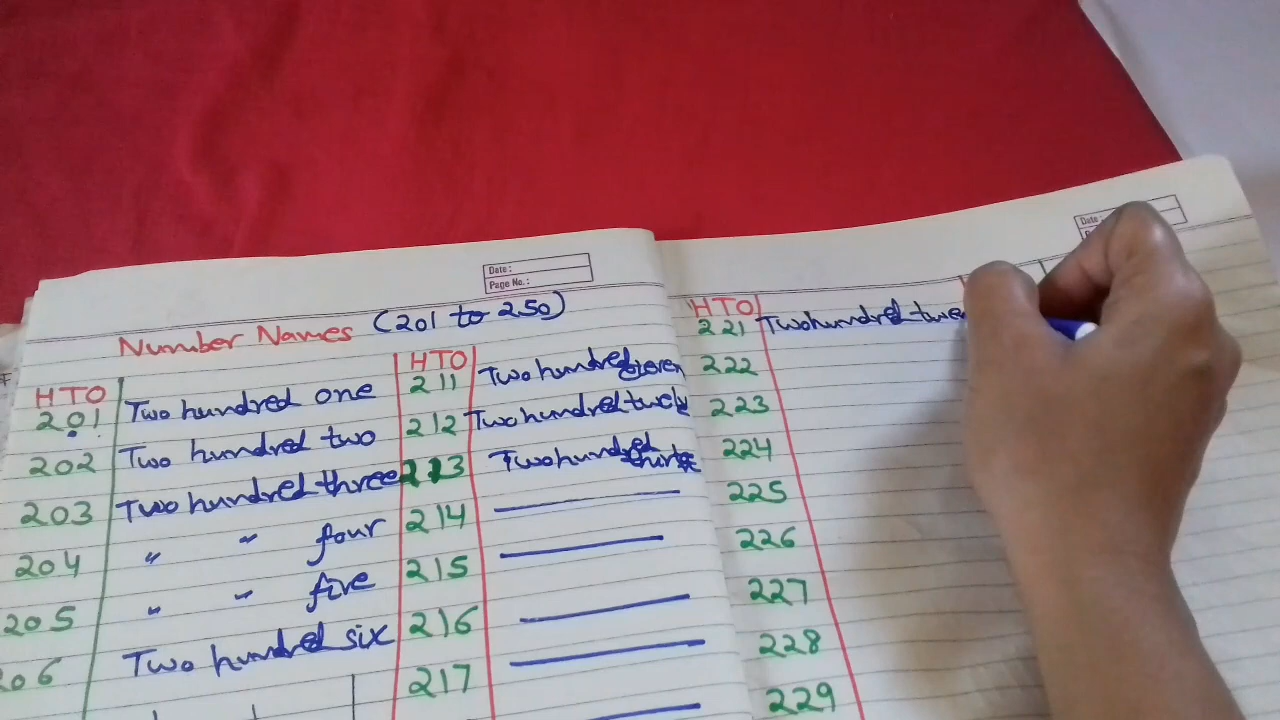 Date:
Page No.:
Date:
Number Names (201 to 250)
HTO
201 Two hundred one
202 Two hundred two
203 Two hundred three
204 " " four
205 " " five
206 Two hundred six
HTO
211 Two hundred eleven
212 Two hundred twelv
213 Two hundred
214
215
216
217
HTO
221 Two hundred twe
222
223
224
225
226
227
228
229